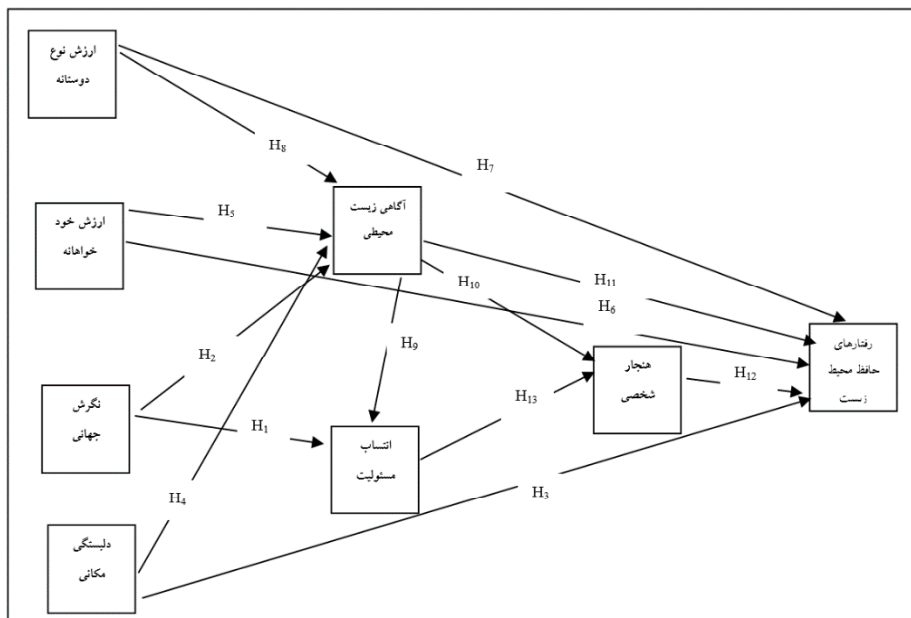 ارزش نوع
دوستانه
H8
H7
ارزش خود
خواهانه
H5
آگاهی زیست
محیطی
H10
H11
H6
رفتارهای
حافظ محیط
زیست
H2
H9
هنجار
شخصی
H12
نگرش
جهانی
H1
H13
انتساب
مسئولیت
H4
H3
دلبستگی
مکانی